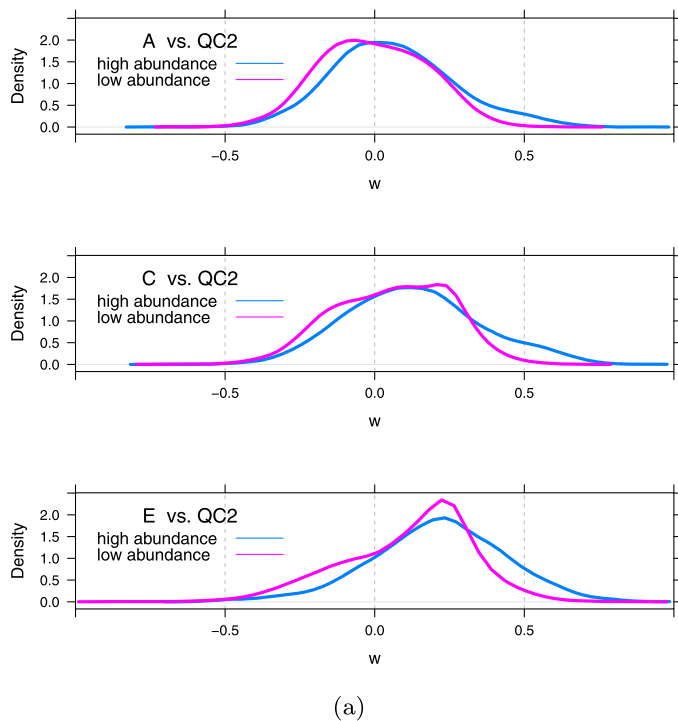 A vs. QC2
high abundance
low abundance
Density
2.0
1.5
1.0
0.5
0.0
−0.5 0.0 0.5
w
C vs. QC2
high abundance
low abundance
Density
2.0
1.5
1.0
0.5
0.0
−0.5 0.0 0.5
w
E vs. QC2
high abundance
low abundance
Density
2.0
1.5
1.0
0.5
0.0
−0.5 0.0 0.5
w
(a)